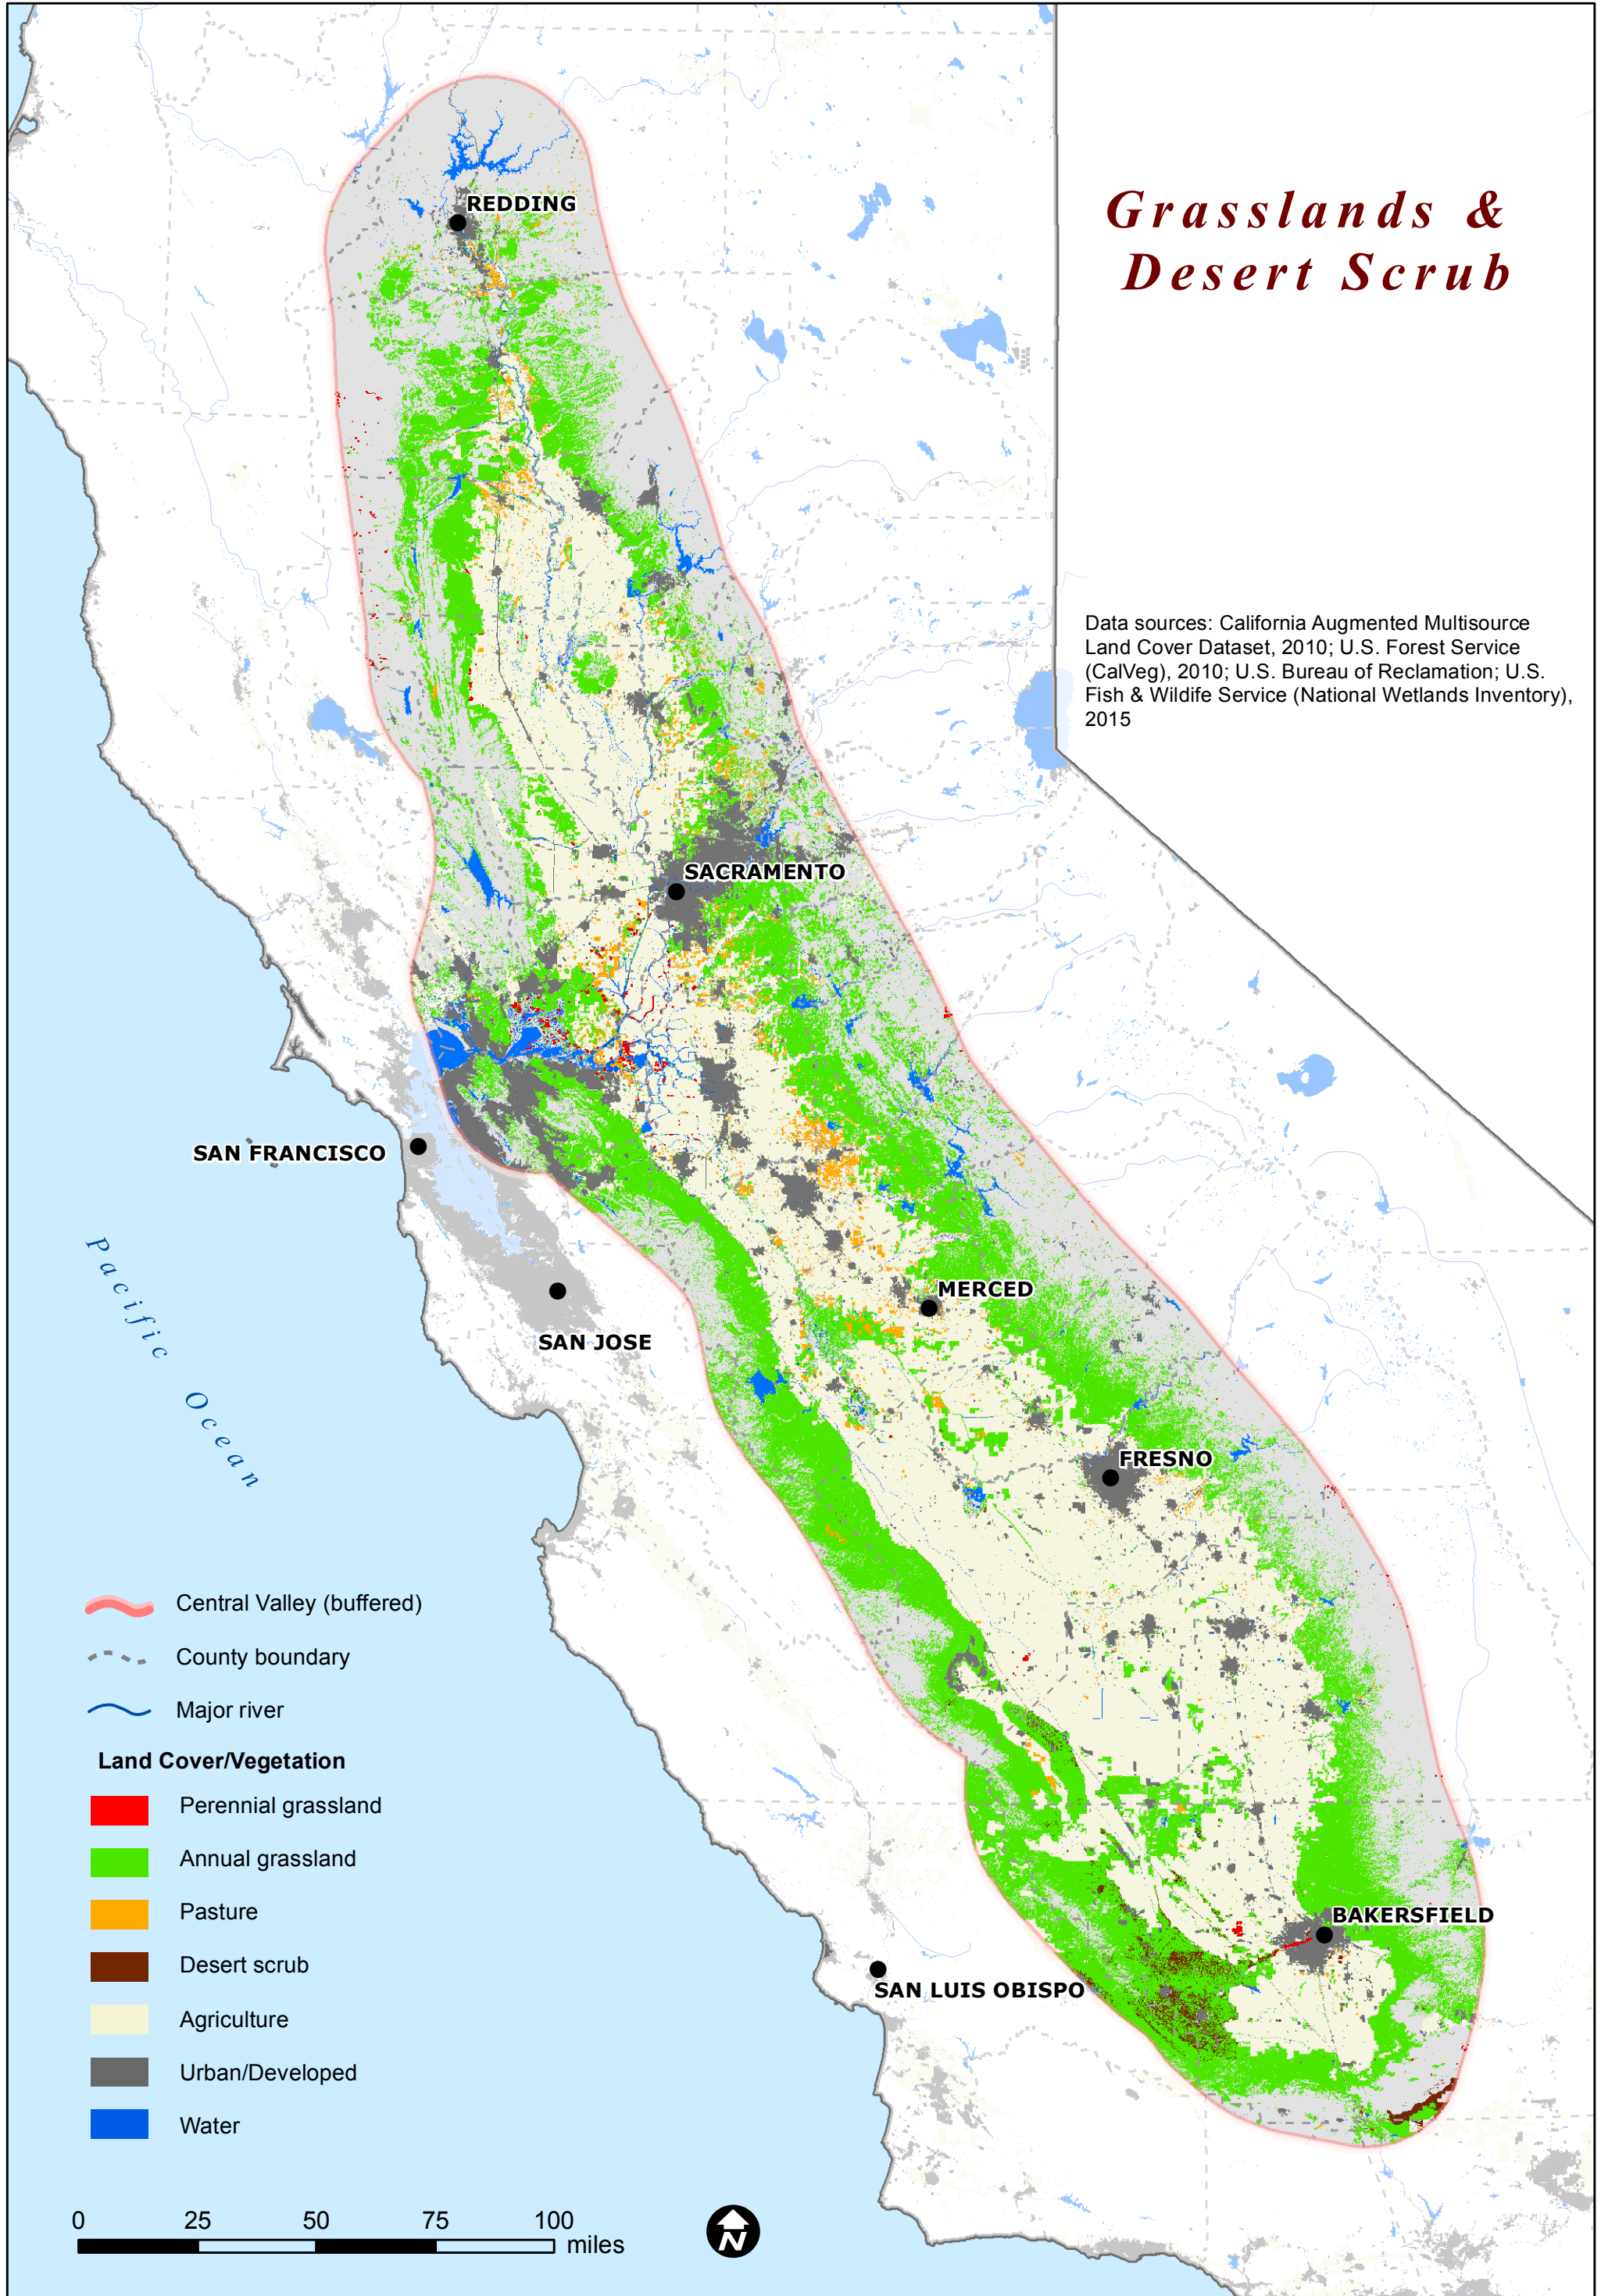 Grasslands &
Desert Scrub
REDDING
Data sources: California Augmented Multisource
Land Cover Dataset, 2010; U.S. Forest Service
(CalVeg), 2010; U.S. Bureau of Reclamation; U.S.
Fish & Wildife Service (National Wetlands Inventory),
2015
SACRAMENTO
SAN FRANCISCO
MERCED
SAN JOSE
Pacific Ocean
FRESNO
BAKERSFIELD
SAN LUIS OBISPO
Central Valley (buffered)
County boundary
Major river
Land Cover/Vegetation
Perennial grassland
Annual grassland
Pasture
Desert scrub
Agriculture
Urban/Developed
Water
0 25 50 75 100
miles
N